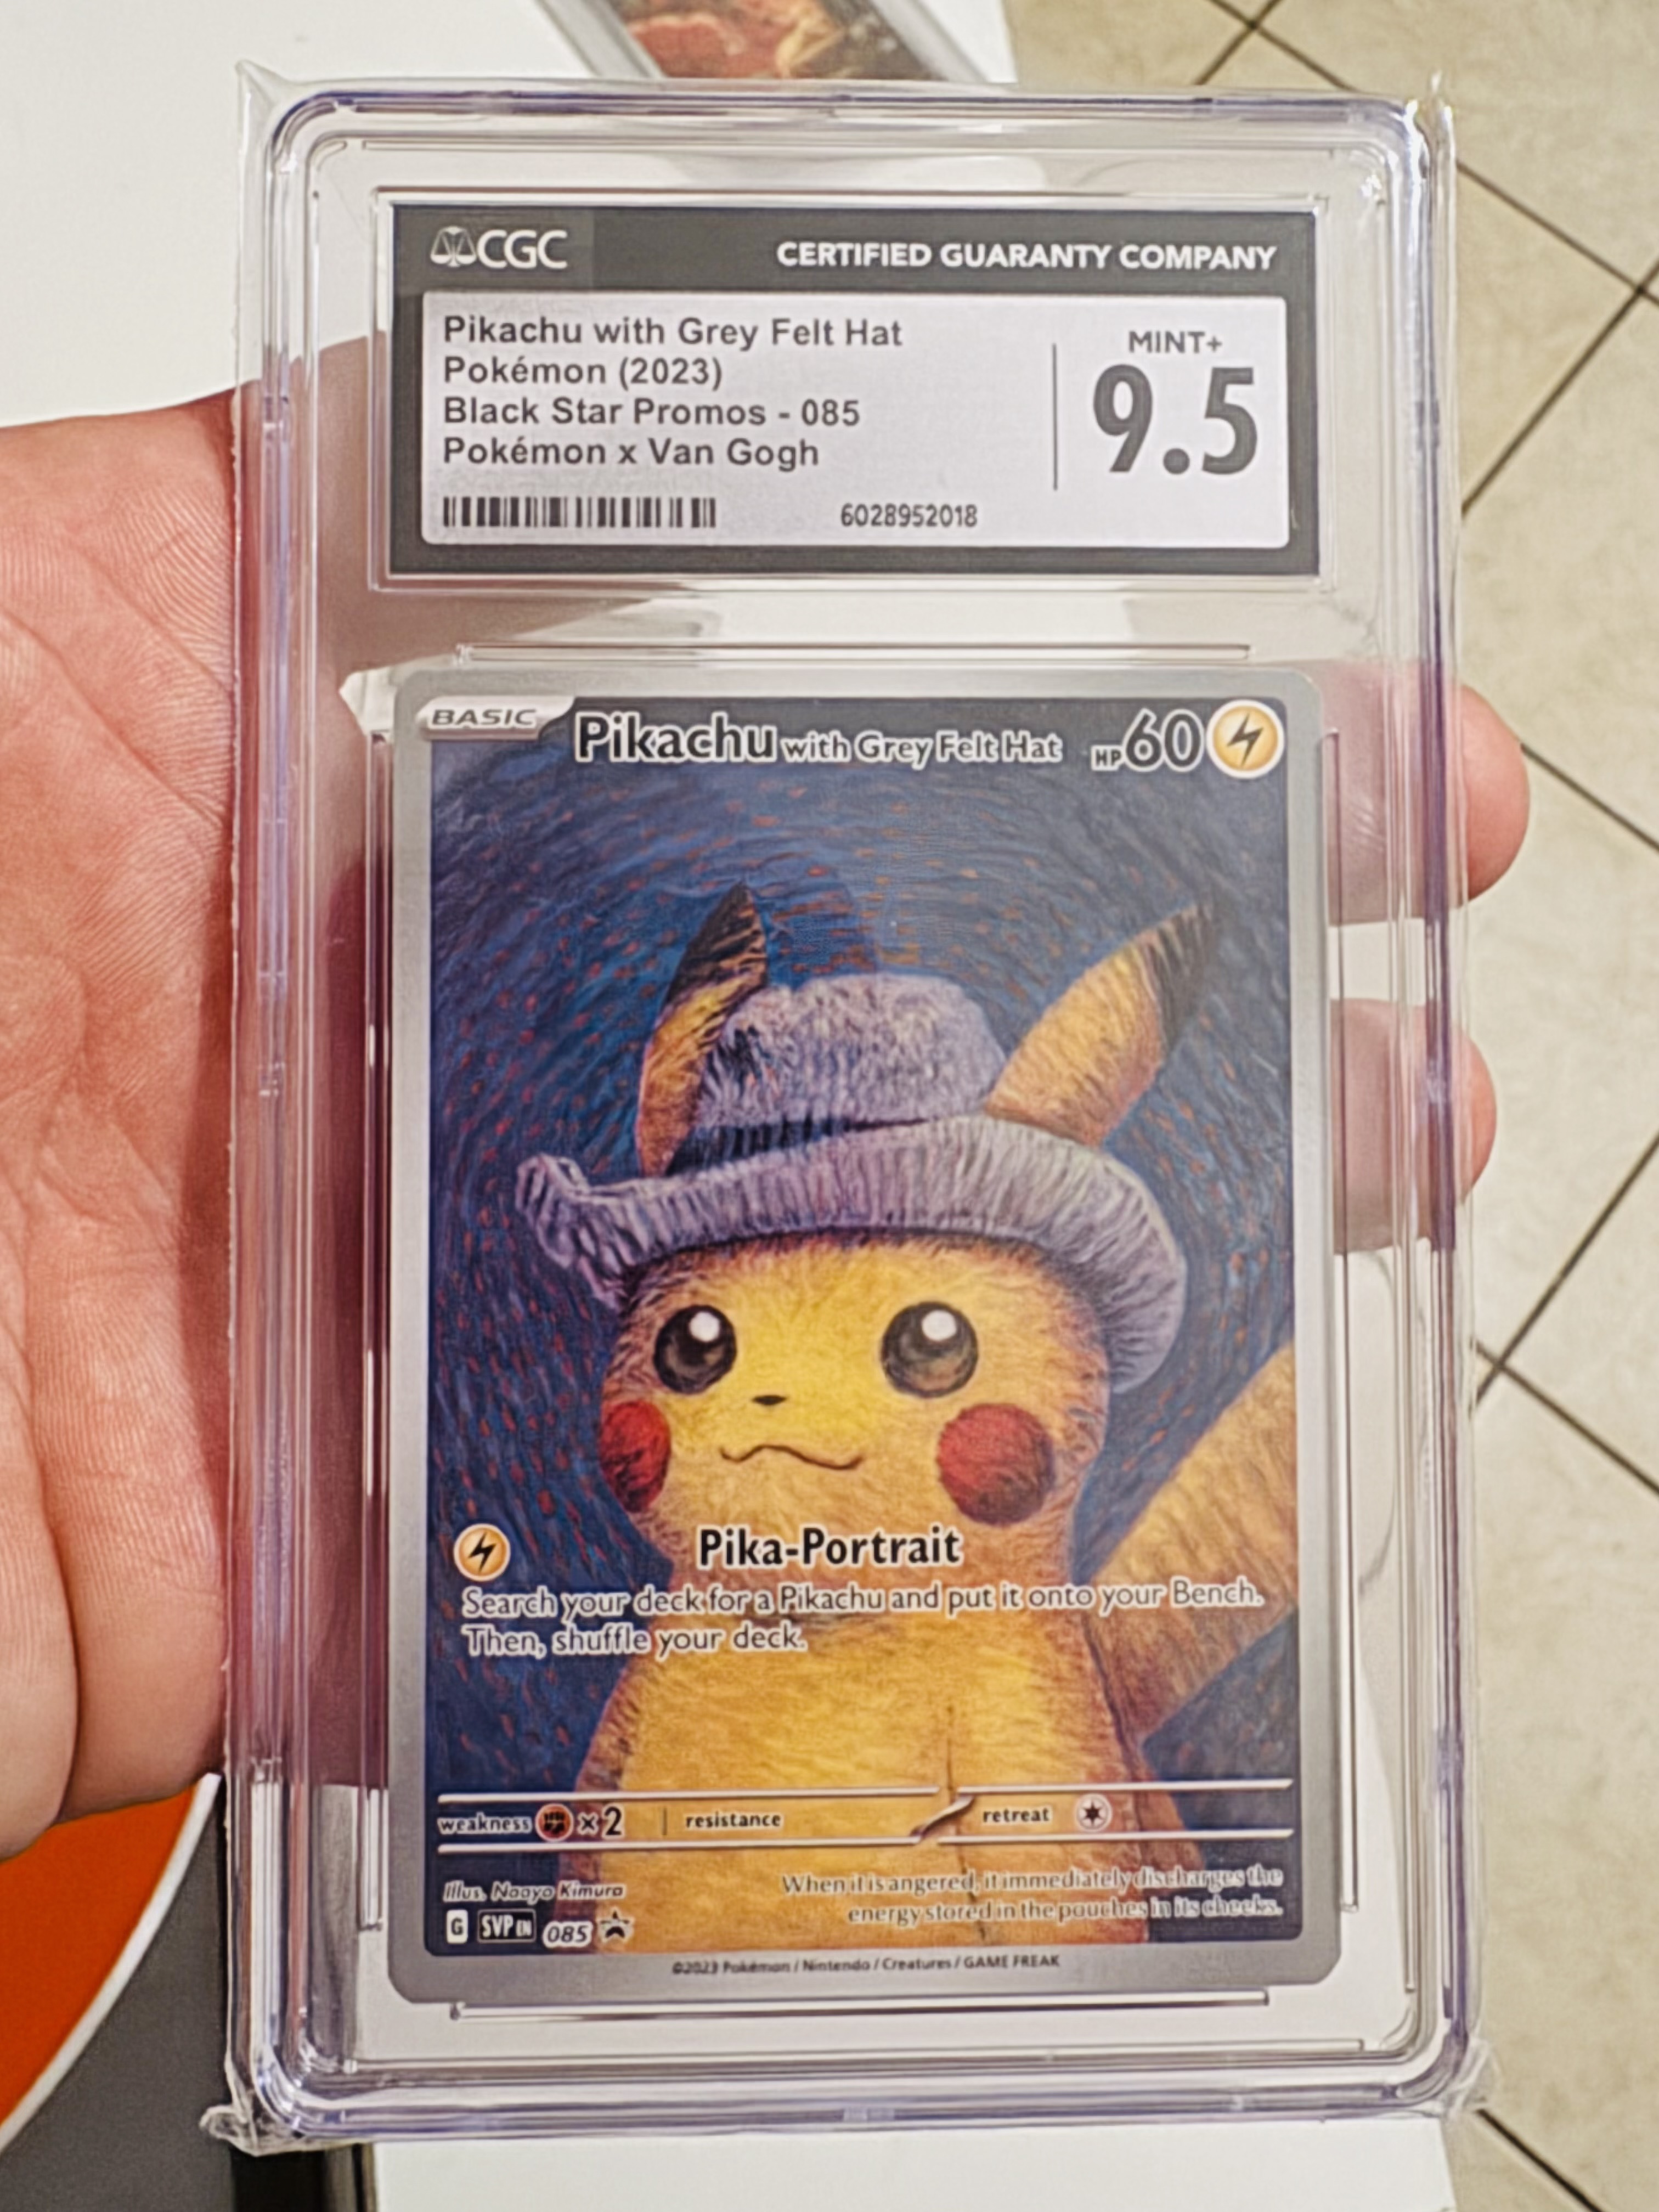 CGC
CERTIFIED GUARANTY COMPANY
Pikachu with Grey Felt Hat
Pokémon (2023)
Black Star Promos - 085
Pokémon x Van Gogh
MINT+
9.5
6028952018
BASIC
Pikachu with Grey Felt Hat HP 60
Pika-Portrait
Search your deck for a Pikachu and put it onto your Bench.
Then, shuffle your deck.
weakness x2 resistance retreat
Illus. Naoyo Kimura
When it is angered, it immediately discharges the
energy stored in the pouches in its cheeks.
G SVP EN 085
©2023 Pokémon / Nintendo / Creatures / GAME FREAK